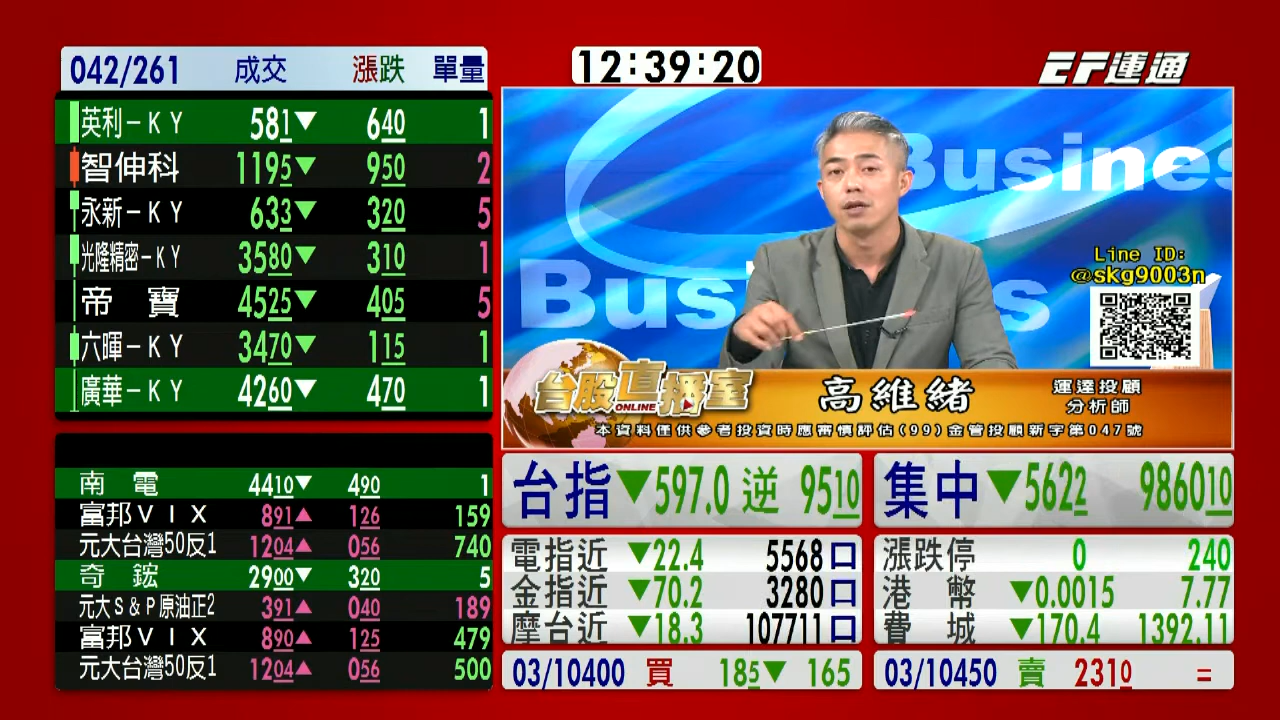 042/261 成交 漲跌 單量
英利-KY 581▼ 640 1
智伸科 1195▼ 950 2
永新-KY 633▼ 320 5
光隆精密-KY 3580▼ 310 1
帝寶 4525▼ 405 5
六暉-KY 3470▼ 115 1
廣華-KY 4260▼ 470 1
南電 4410▼ 490 1
富邦VIX 891▲ 126 159
元大台灣50反1 1204▲ 056 740
奇鋐 2900▼ 320 5
元大S&P原油正2 391▲ 040 189
富邦VIX 890▲ 125 479
元大台灣50反1 1204▲ 056 500
12:39:20
EF運通
Business
Business
Line ID:
@skg9003n
台股直播室
ONLINE
高維緒
運達投顧
分析師
本資料僅供參考投資時應審慎評估(99)金管投顧新字第047號
台指▼597.0 逆 9510
集中▼5622 986010
電指近 ▼22.4 5568口
金指近 ▼70.2 3280口
摩台近 ▼18.3 107711口
漲跌停 0 240
港幣 ▼0.0015 7.77
費城 ▼170.4 1392.11
03/10400 買 185▼ 165
03/10450 賣 2310 =